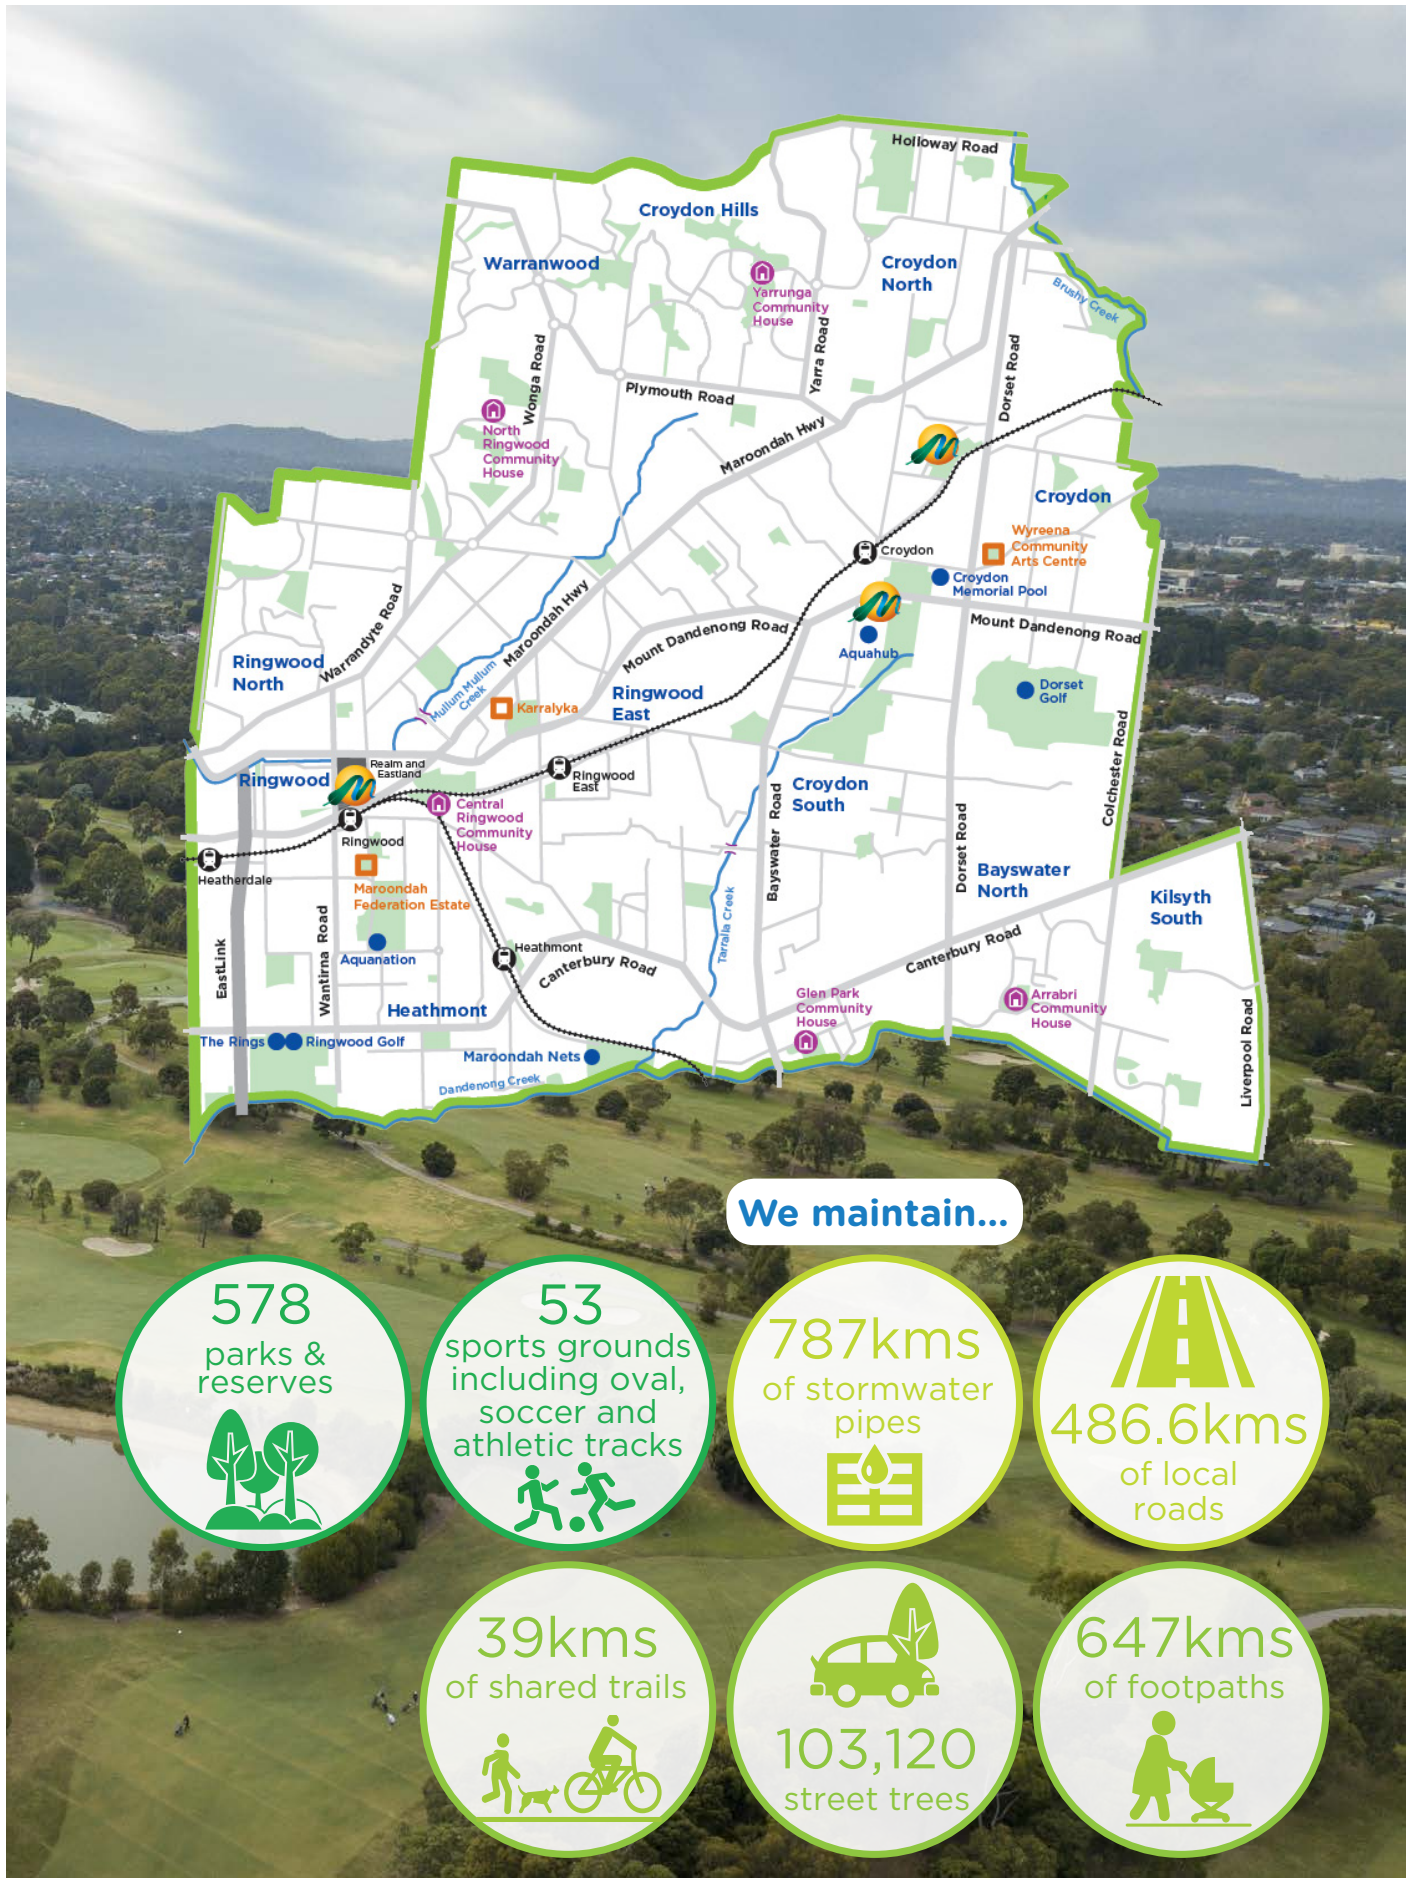 Holloway Road
Croydon Hills
Warranwood
Croydon
North
Yarrunga
Community
House
Brushy Creek
Wonga Road
Yarra Road
Dorset Road
Plymouth Road
North
Ringwood
Community
House
Maroondah Hwy
Croydon
Wyreena
Community
Arts Centre
Croydon
Croydon
Memorial Pool
Warrandyte Road
Maroondah Hwy
Mount Dandenong Road
Mount Dandenong Road
Aquahub
Ringwood
North
Mullum Mullum
Creek
Karralyka
Ringwood
East
Dorset
Golf
Realm and
Eastland
Ringwood
Ringwood
East
Croydon
South
Colchester Road
Central
Ringwood
Community
House
Ringwood
Heatherdale
Bayswater Road
Dorset Road
Bayswater
North
Kilsyth
South
Maroondah
Federation Estate
Tarralla Creek
EastLink
Wantirna Road
Aquanation
Heathmont
Canterbury Road
Canterbury Road
Heathmont
Glen Park
Community
House
Arrabri
Community
House
Liverpool Road
The Rings
Ringwood Golf
Maroondah Nets
Dandenong Creek
We maintain...
578
parks &
reserves
53
sports grounds
including oval,
soccer and
athletic tracks
787kms
of stormwater
pipes
486.6kms
of local
roads
39kms
of shared trails
103,120
street trees
647kms
of footpaths